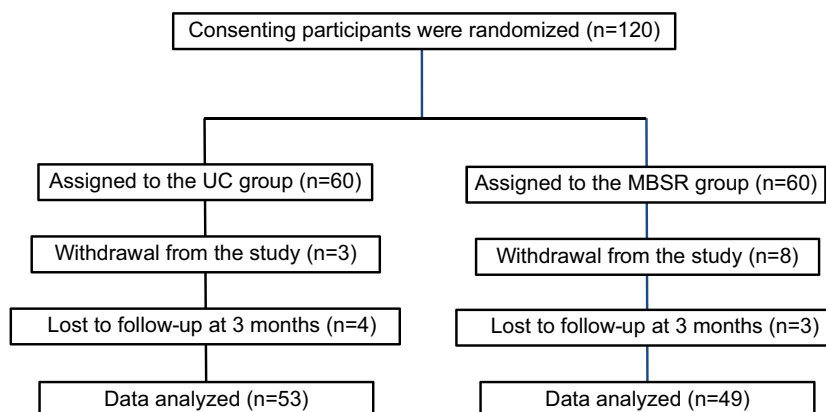 Consenting participants were randomized (n=120)
Assigned to the UC group (n=60)
Assigned to the MBSR group (n=60)
Withdrawal from the study (n=3)
Withdrawal from the study (n=8)
Lost to follow-up at 3 months (n=4)
Lost to follow-up at 3 months (n=3)
Data analyzed (n=53)
Data analyzed (n=49)